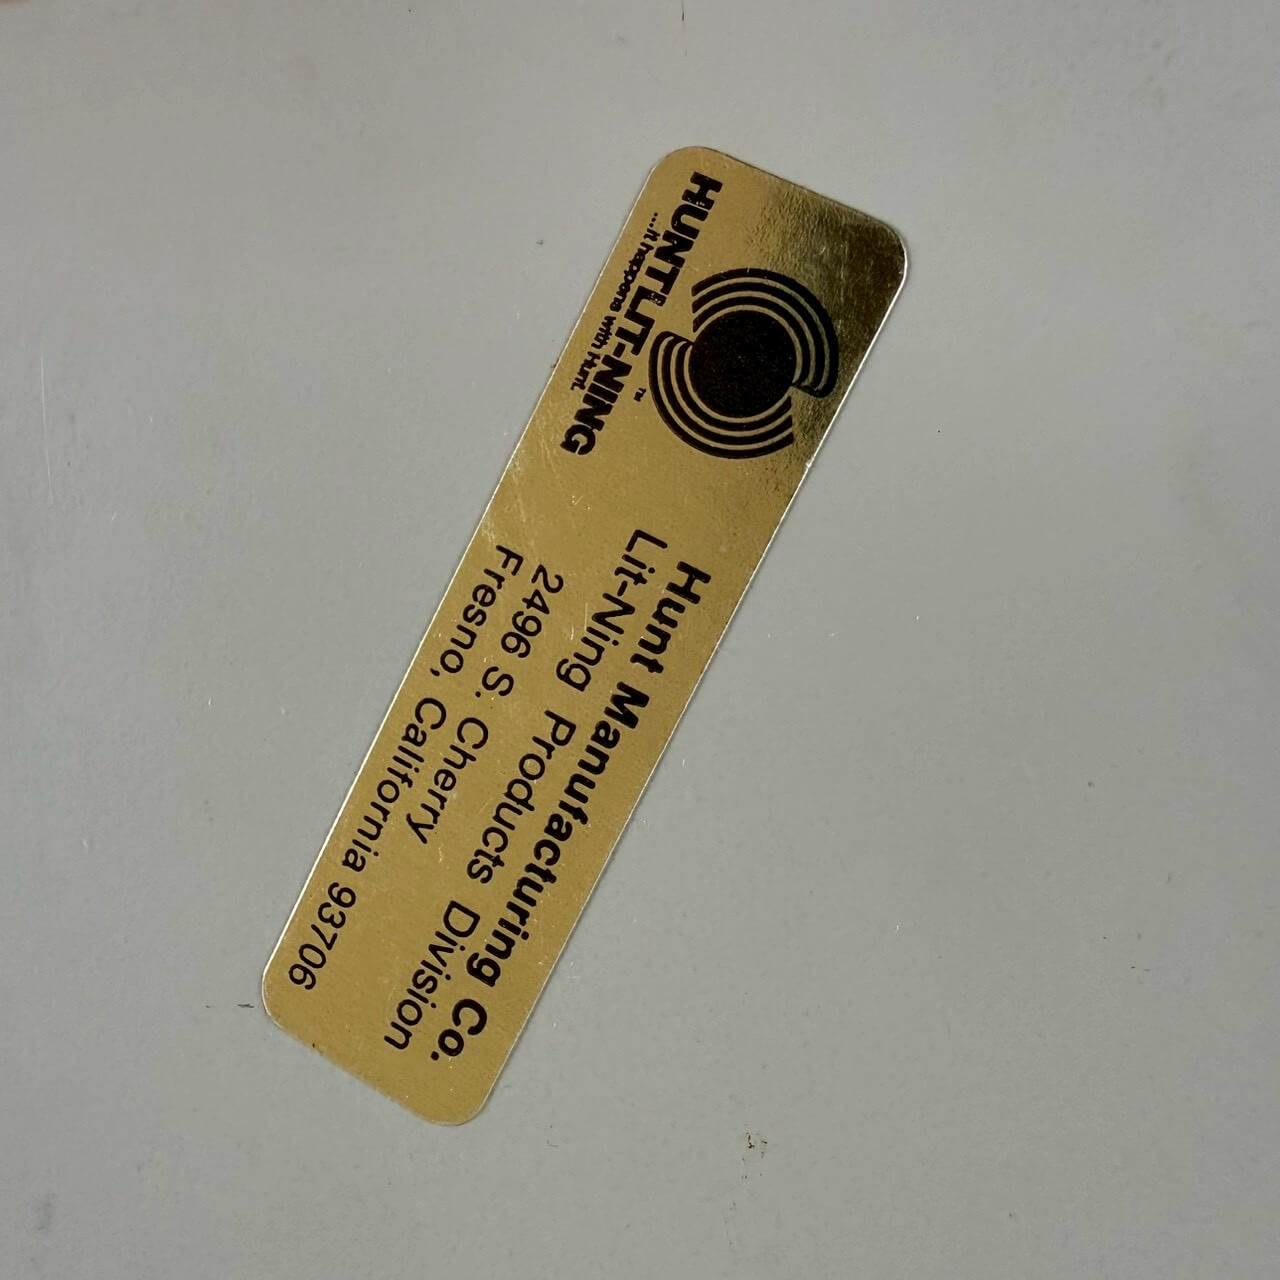 HUNT LIT-NING™
...it happens with Hunt.
Hunt Manufacturing Co.
Lit-Ning Products Division
2496 S. Cherry
Fresno, California 93706